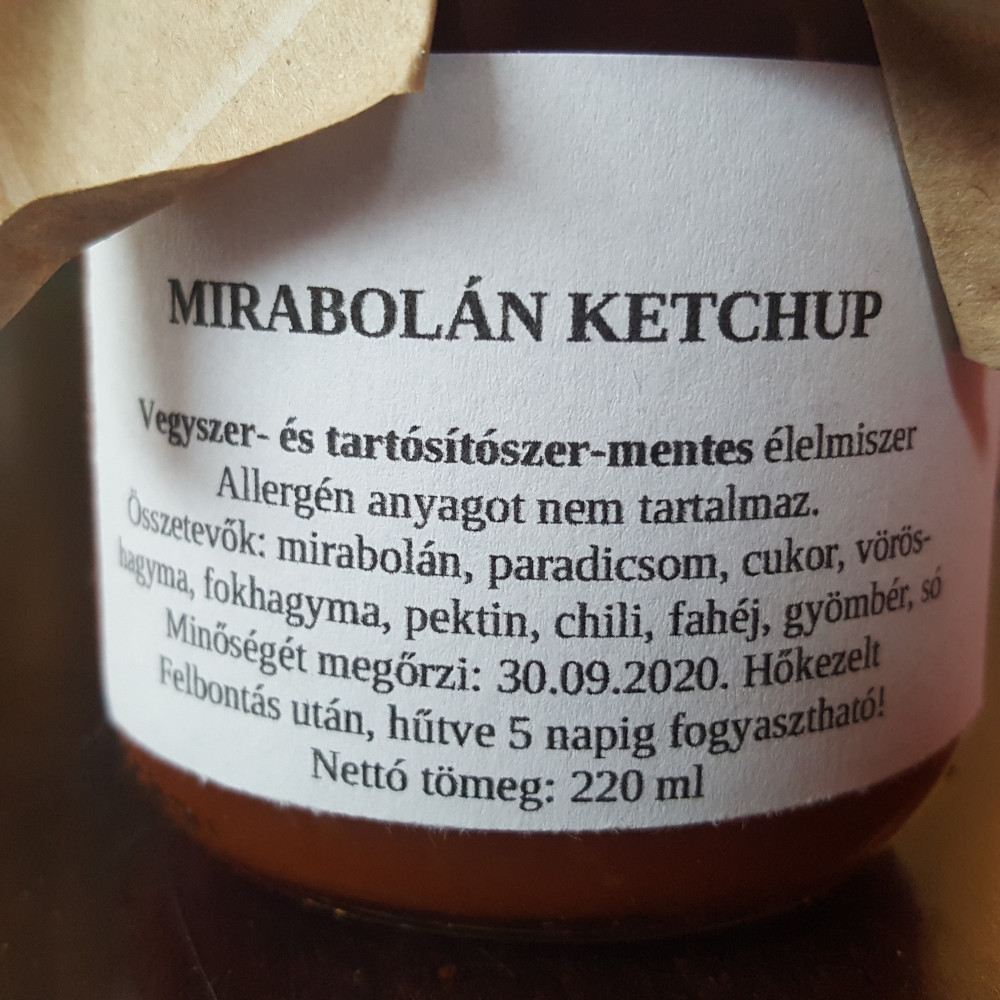 MIRABOLÁN KETCHUP
Vegyszer- és tartósítószer-mentes élelmiszer
Allergén anyagot nem tartalmaz.
Összetevők: mirabolán, paradicsom, cukor, vörös-
hagyma, fokhagyma, pektin, chili, fahéj, gyömbér, só
Minőségét megőrzi: 30.09.2020. Hőkezelt
Felbontás után, hűtve 5 napig fogyasztható!
Nettó tömeg: 220 ml